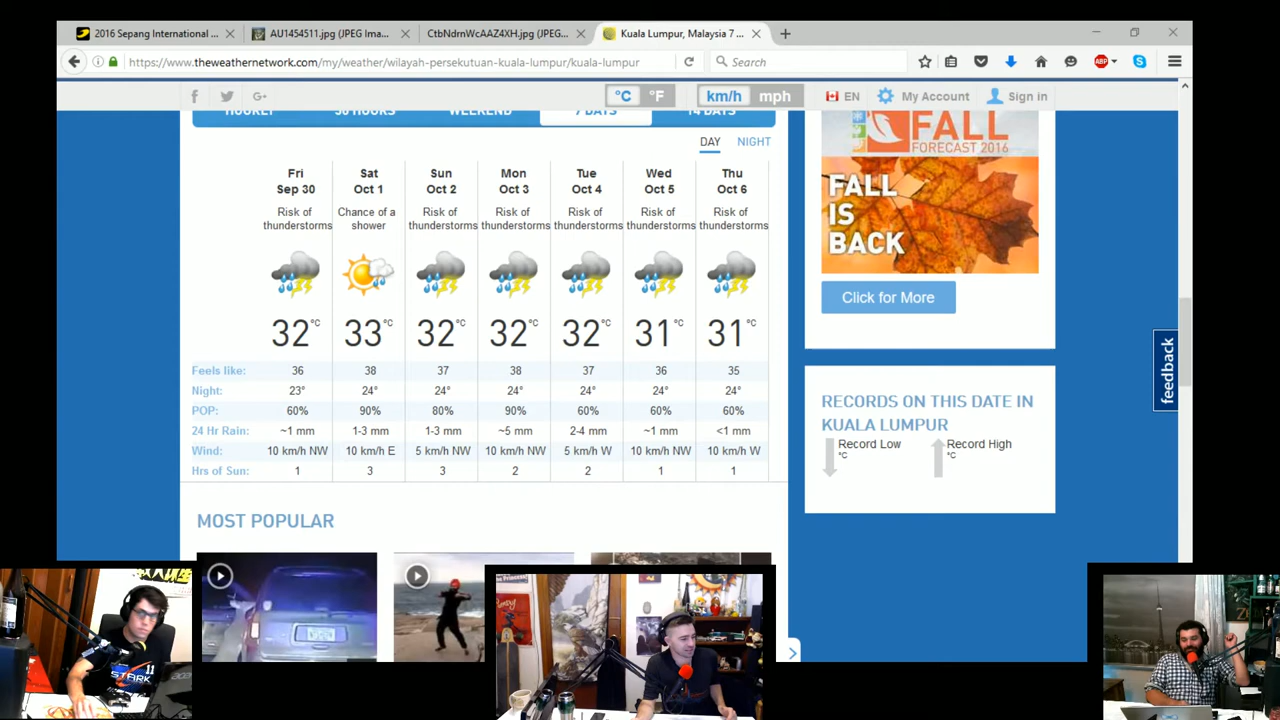 2016 Sepang International ...
AU1454511.jpg (JPEG Ima...
CtbNdmWcAAZ4XH.jpg (JPEG...
Kuala Lumpur, Malaysia 7 ...
https://www.theweathernetwork.com/my/weather/wilayah-persekutuan-kuala-lumpur/kuala-lumpur
Search
ABP
°C °F km/h mph EN My Account Sign in
HOURLY 36 HOURS WEEKEND 7 DAYS 14 DAYS
DAY NIGHT
Fri Sat Sun Mon Tue Wed Thu
Sep 30 Oct 1 Oct 2 Oct 3 Oct 4 Oct 5 Oct 6
Risk of Chance of a Risk of Risk of Risk of Risk of Risk of
thunderstorms shower thunderstorms thunderstorms thunderstorms thunderstorms thunderstorms
32°C 33°C 32°C 32°C 32°C 31°C 31°C
Feels like: 36 38 37 38 37 36 35
Night: 23° 24° 24° 24° 24° 24° 24°
POP: 60% 90% 80% 90% 60% 60% 60%
24 Hr Rain: ~1 mm 1-3 mm 1-3 mm ~5 mm 2-4 mm ~1 mm <1 mm
Wind: 10 km/h NW 10 km/h E 5 km/h NW 10 km/h NW 5 km/h W 10 km/h NW 10 km/h W
Hrs of Sun: 1 3 3 2 2 1 1
MOST POPULAR
FALL
FORECAST 2016
FALL
IS
BACK
Click for More
feedback
RECORDS ON THIS DATE IN
KUALA LUMPUR
Record Low Record High
°C °C
STARK
11